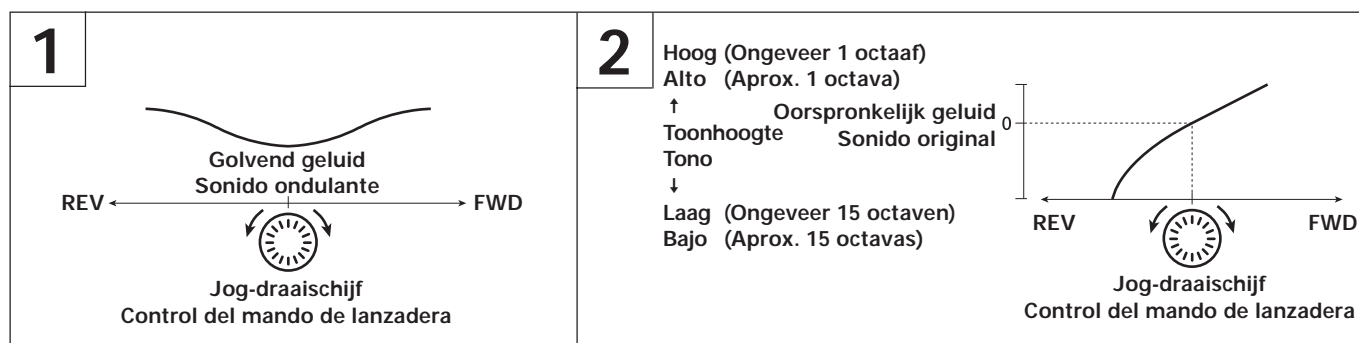 1
Golvend geluid
Sonido ondulante
REV FWD
Jog-draaischijf
Control del mando de lanzadera
2
Hoog (Ongeveer 1 octaaf)
Alto (Aprox. 1 octava)
↑
Toonhoogte
Tono
↓
Laag (Ongeveer 15 octaven)
Bajo (Aprox. 15 octavas)
Oorspronkelijk geluid
Sonido original
0
REV FWD
Jog-draaischijf
Control del mando de lanzadera